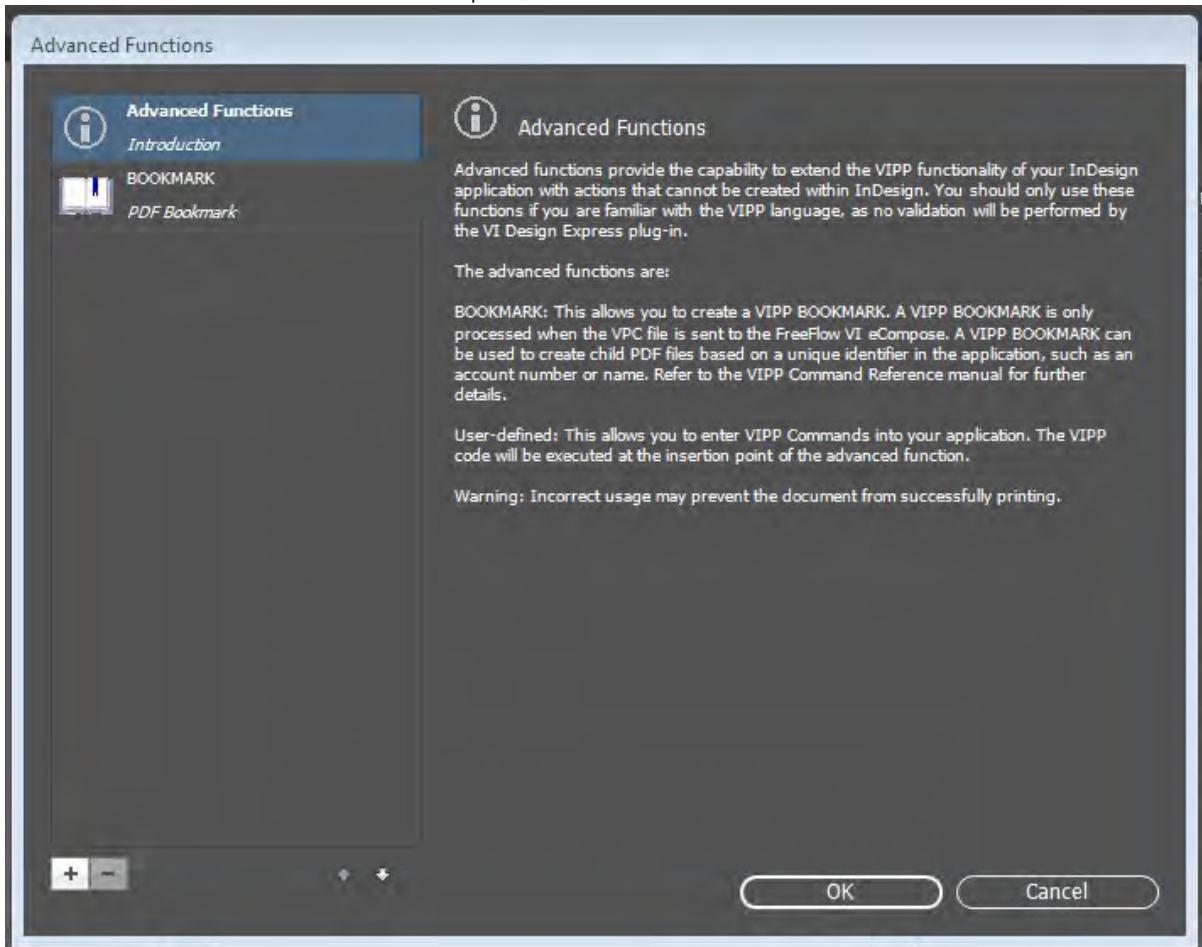 Advanced Functions
Advanced Functions
Introduction
BOOKMARK
PDF Bookmark
Advanced Functions
Advanced functions provide the capability to extend the VIPP functionality of your InDesign
application with actions that cannot be created within InDesign. You should only use these
functions if you are familiar with the VIPP language, as no validation will be performed by
the VI Design Express plug-in.
The advanced functions are:
BOOKMARK: This allows you to create a VIPP BOOKMARK. A VIPP BOOKMARK is only
processed when the VPC file is sent to the FreeFlow VI eCompose. A VIPP BOOKMARK can
be used to create child PDF files based on a unique identifier in the application, such as an
account number or name. Refer to the VIPP Command Reference manual for further
details.
User-defined: This allows you to enter VIPP Commands into your application. The VIPP
code will be executed at the insertion point of the advanced function.
Warning: Incorrect usage may prevent the document from successfully printing.
OK
Cancel